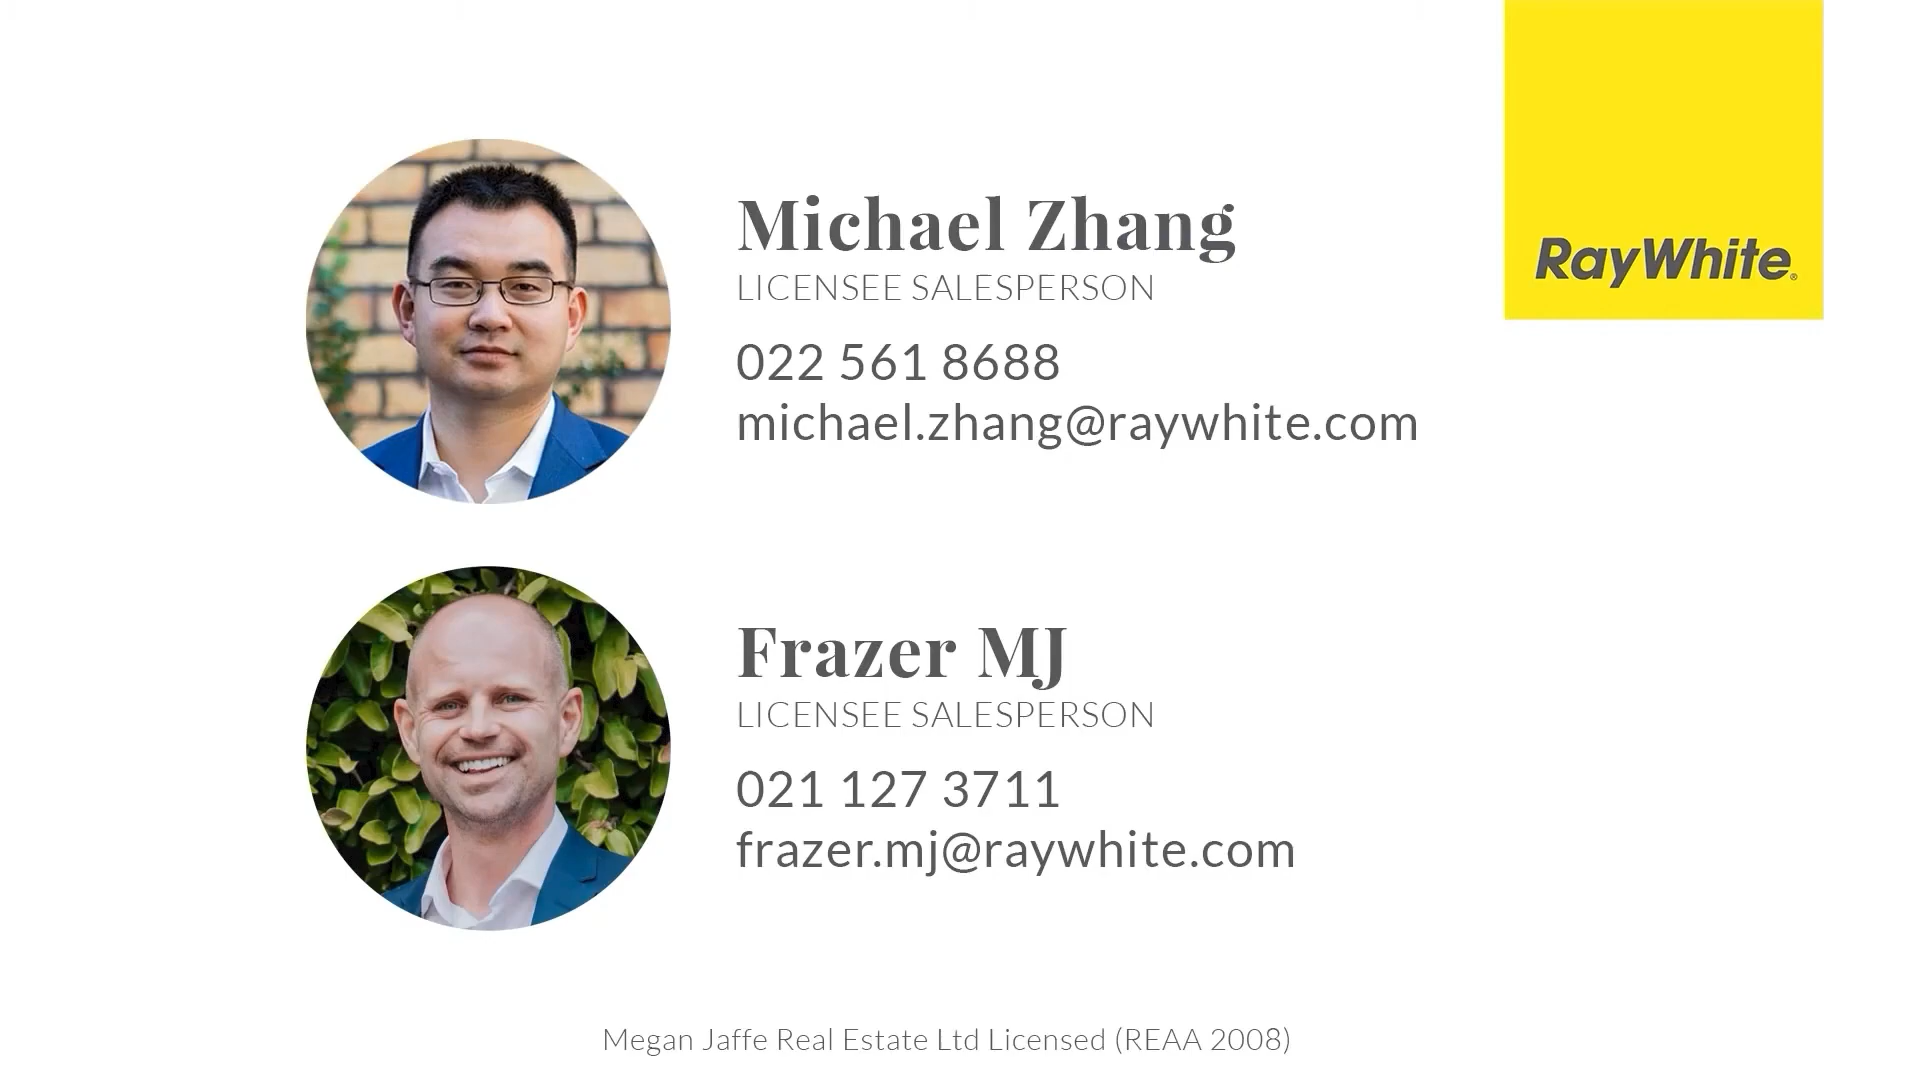 RayWhite®
Michael Zhang
LICENSEE SALESPERSON
022 561 8688
michael.zhang@raywhite.com
Frazer MJ
LICENSEE SALESPERSON
021 127 3711
frazer.mj@raywhite.com
Megan Jaffe Real Estate Ltd Licensed (REAA 2008)